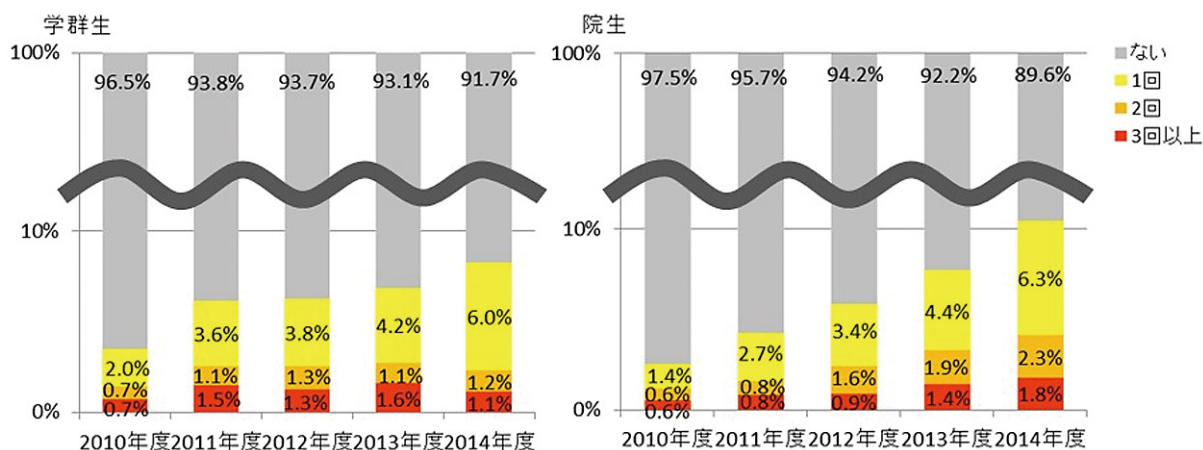 学群生
100%
96.5%
93.8%
93.7%
93.1%
91.7%
10%
2.0%
3.6%
3.8%
4.2%
6.0%
0.7%
1.1%
1.3%
1.1%
1.2%
0.7%
1.5%
1.3%
1.6%
1.1%
0%
2010年度
2011年度
2012年度
2013年度
2014年度
院生
100%
97.5%
95.7%
94.2%
92.2%
89.6%
10%
1.4%
2.7%
3.4%
4.4%
6.3%
0.6%
0.8%
1.6%
1.9%
2.3%
0.6%
0.8%
0.9%
1.4%
1.8%
0%
2010年度
2011年度
2012年度
2013年度
2014年度
ない
1回
2回
3回以上